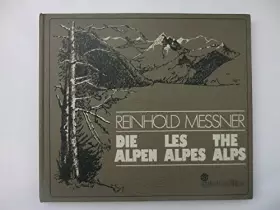 REINHOLD MESSNER
DIE LES THE
ALPEN ALPES ALPS